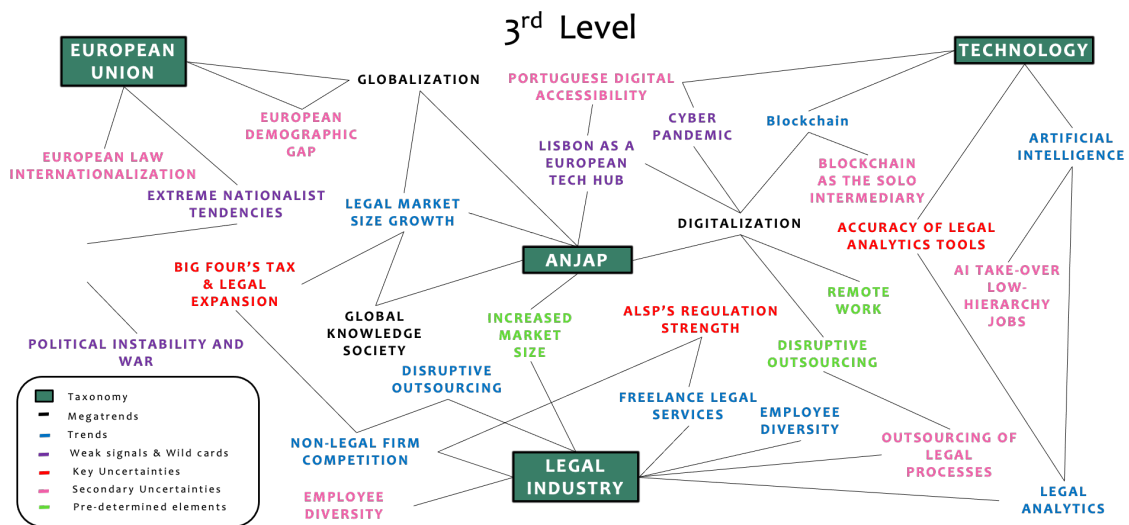 3rd Level
EUROPEAN
UNION
TECHNOLOGY
GLOBALIZATION
PORTUGUESE DIGITAL
ACCESSIBILITY
EUROPEAN
DEMOGRAPHIC
GAP
CYBER
PANDEMIC
Blockchain
ARTIFICIAL
INTELLIGENCE
EUROPEAN LAW
INTERNATIONALIZATION
LISBON AS A
EUROPEAN
TECH HUB
BLOCKCHAIN
AS THE SOLO
INTERMEDIARY
EXTREME NATIONALIST
TENDENCIES
LEGAL MARKET
SIZE GROWTH
DIGITALIZATION
ACCURACY OF LEGAL
ANALYTICS TOOLS
BIG FOUR'S TAX
& LEGAL
EXPANSION
ANJAP
AI TAKE-OVER
LOW-
HIERARCHY
JOBS
REMOTE
WORK
GLOBAL
KNOWLEDGE
SOCIETY
INCREASED
MARKET
SIZE
ALSP'S REGULATION
STRENGTH
POLITICAL INSTABILITY AND
WAR
DISRUPTIVE
OUTSOURCING
DISRUPTIVE
OUTSOURCING
FREELANCE LEGAL
SERVICES
EMPLOYEE
DIVERSITY
NON-LEGAL FIRM
COMPETITION
OUTSOURCING OF
LEGAL
PROCESSES
LEGAL
INDUSTRY
EMPLOYEE
DIVERSITY
LEGAL
ANALYTICS
Taxonomy
Megatrends
Trends
Weak signals & Wild cards
Key Uncertainties
Secondary Uncertainties
Pre-determined elements